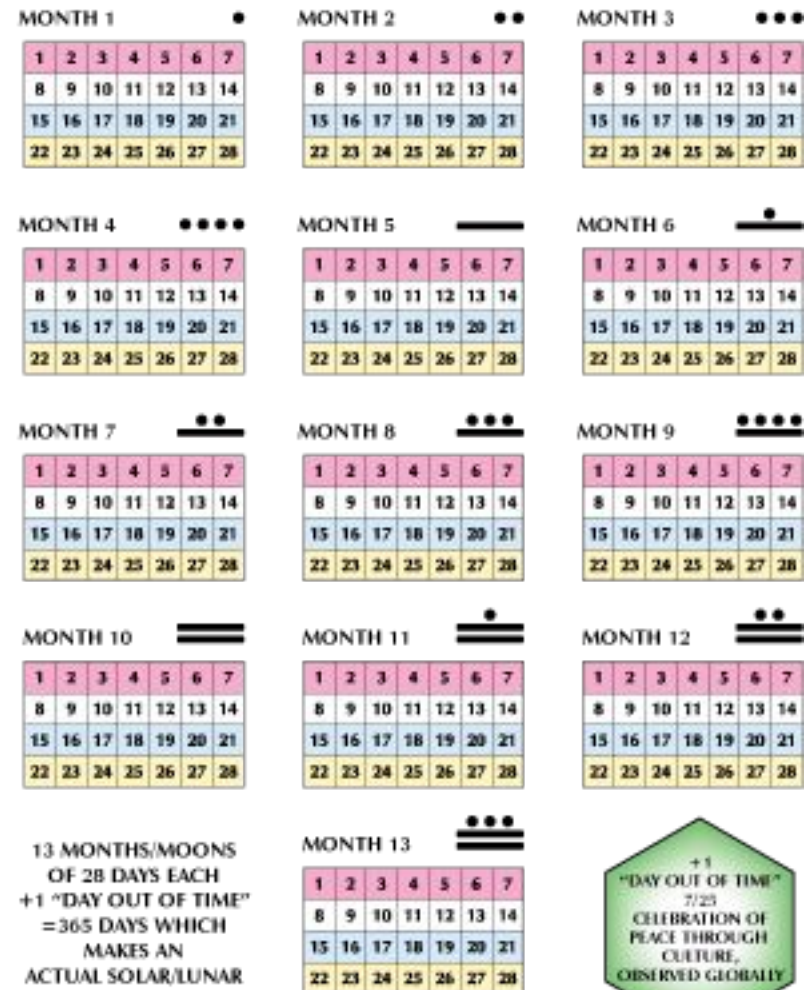 MONTH 1
MONTH 2
MONTH 3
1 2 3 4 5 6 7
8 9 10 11 12 13 14
15 16 17 18 19 20 21
22 23 24 25 26 27 28
1 2 3 4 5 6 7
8 9 10 11 12 13 14
15 16 17 18 19 20 21
22 23 24 25 26 27 28
1 2 3 4 5 6 7
8 9 10 11 12 13 14
15 16 17 18 19 20 21
22 23 24 25 26 27 28
MONTH 4
MONTH 5
MONTH 6
1 2 3 4 5 6 7
8 9 10 11 12 13 14
15 16 17 18 19 20 21
22 23 24 25 26 27 28
1 2 3 4 5 6 7
8 9 10 11 12 13 14
15 16 17 18 19 20 21
22 23 24 25 26 27 28
1 2 3 4 5 6 7
8 9 10 11 12 13 14
15 16 17 18 19 20 21
22 23 24 25 26 27 28
MONTH 7
MONTH 8
MONTH 9
1 2 3 4 5 6 7
8 9 10 11 12 13 14
15 16 17 18 19 20 21
22 23 24 25 26 27 28
1 2 3 4 5 6 7
8 9 10 11 12 13 14
15 16 17 18 19 20 21
22 23 24 25 26 27 28
1 2 3 4 5 6 7
8 9 10 11 12 13 14
15 16 17 18 19 20 21
22 23 24 25 26 27 28
MONTH 10
MONTH 11
MONTH 12
1 2 3 4 5 6 7
8 9 10 11 12 13 14
15 16 17 18 19 20 21
22 23 24 25 26 27 28
1 2 3 4 5 6 7
8 9 10 11 12 13 14
15 16 17 18 19 20 21
22 23 24 25 26 27 28
1 2 3 4 5 6 7
8 9 10 11 12 13 14
15 16 17 18 19 20 21
22 23 24 25 26 27 28
13 MONTHS/MOONS
OF 28 DAYS EACH
+1 “DAY OUT OF TIME”
=365 DAYS WHICH
MAKES AN
ACTUAL SOLAR/LUNAR
MONTH 13
1 2 3 4 5 6 7
8 9 10 11 12 13 14
15 16 17 18 19 20 21
22 23 24 25 26 27 28
+1
“DAY OUT OF TIME”
7/25
CELEBRATION OF
PEACE THROUGH
CULTURE,
OBSERVED GLOBALLY